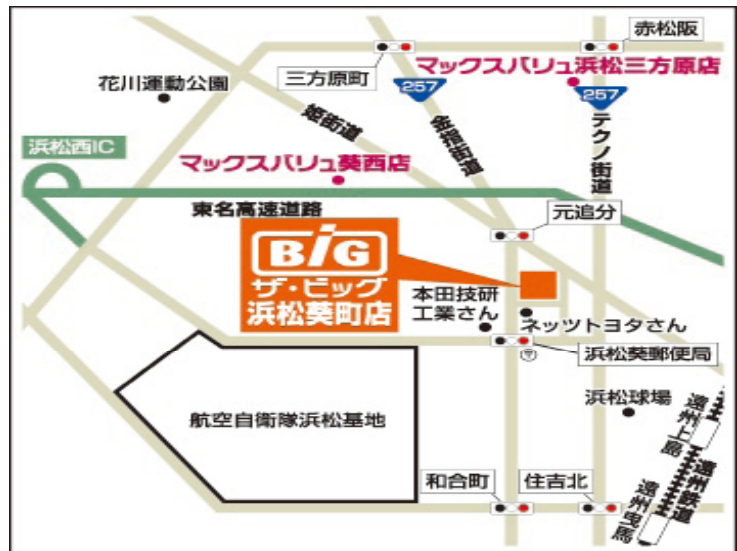 赤松阪
三方原町
マックスバリュ浜松三方原店
花川運動公園
257
257
姫街道
金指街道
テクノ街道
浜松西IC
マックスバリュ葵西店
東名高速道路
元追分
BiG
ザ・ビッグ
浜松葵町店
本田技研
工業さん
ネッツトヨタさん
浜松葵郵便局
〒
浜松球場
遠州上島
遠州鉄道
遠州曳馬
航空自衛隊浜松基地
和合町
住吉北